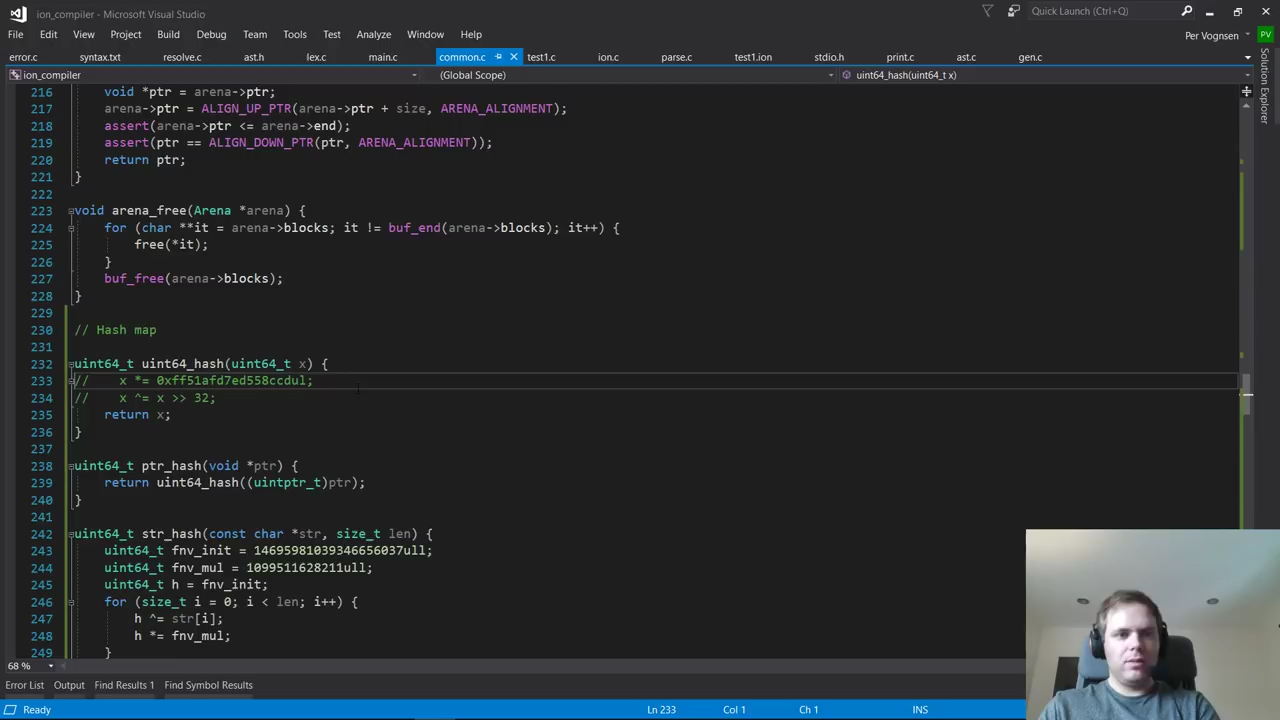 ion_compiler - Microsoft Visual Studio
Quick Launch (Ctrl+Q)
File Edit View Project Build Debug Team Tools Test Analyze Window Help
Per Vognsen PV
error.c syntax.txt resolve.c ast.h lex.c main.c common.c test1.c ion.c parse.c test1.ion stdio.h print.c ast.c gen.c
ion_compiler (Global Scope) uint64_hash(uint64_t x)
Solution Explorer
216 void *ptr = arena->ptr;
217 arena->ptr = ALIGN_UP_PTR(arena->ptr + size, ARENA_ALIGNMENT);
218 assert(arena->ptr <= arena->end);
219 assert(ptr == ALIGN_DOWN_PTR(ptr, ARENA_ALIGNMENT));
220 return ptr;
221 }
222
223 void arena_free(Arena *arena) {
224 for (char **it = arena->blocks; it != buf_end(arena->blocks); it++) {
225 free(*it);
226 }
227 buf_free(arena->blocks);
228 }
229
230 // Hash map
231
232 uint64_t uint64_hash(uint64_t x) {
233 // x *= 0xff51afd7ed558ccdul;
234 // x ^= x >> 32;
235 return x;
236 }
237
238 uint64_t ptr_hash(void *ptr) {
239 return uint64_hash((uintptr_t)ptr);
240 }
241
242 uint64_t str_hash(const char *str, size_t len) {
243 uint64_t fnv_init = 14695981039346656037ull;
244 uint64_t fnv_mul = 1099511628211ull;
245 uint64_t h = fnv_init;
246 for (size_t i = 0; i < len; i++) {
247 h ^= str[i];
248 h *= fnv_mul;
249 }
68 %
Error List Output Find Results 1 Find Symbol Results
Ready Ln 233 Col 1 Ch 1 INS